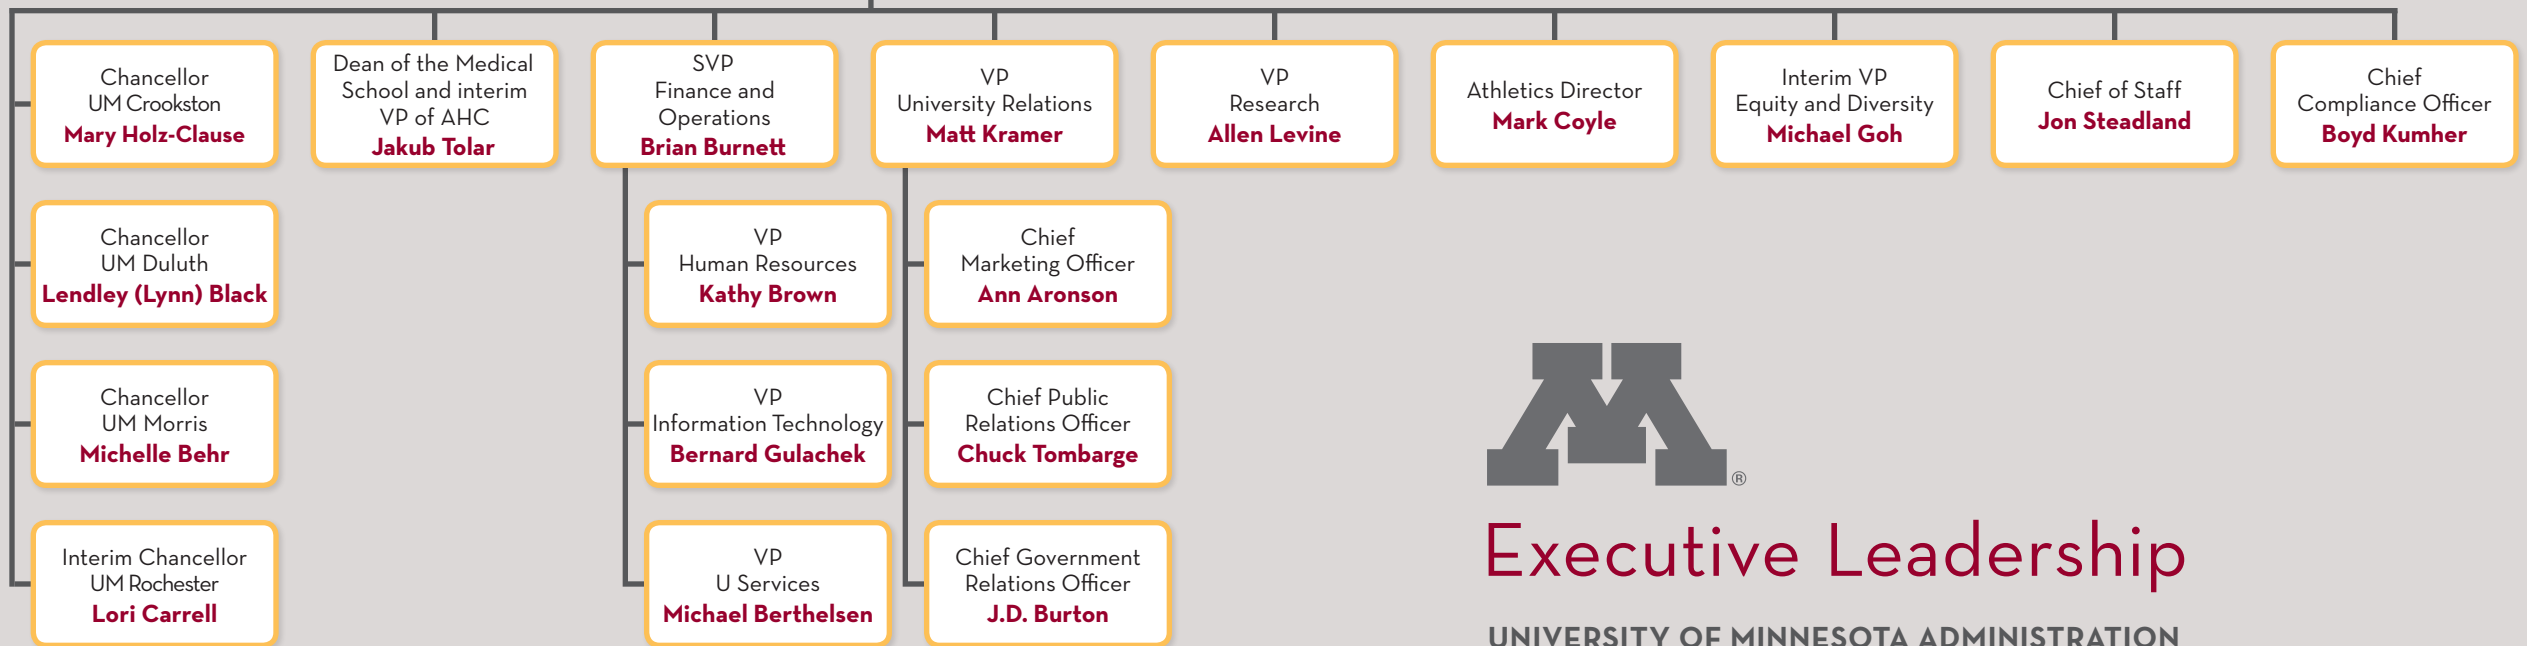 Chancellor
UM Crookston
Mary Holz-Clause
Dean of the Medical
School and interim
VP of AHC
Jakub Tolar
SVP
Finance and
Operations
Brian Burnett
VP
University Relations
Matt Kramer
VP
Research
Allen Levine
Athletics Director
Mark Coyle
Interim VP
Equity and Diversity
Michael Goh
Chief of Staff
Jon Steadland
Chief
Compliance Officer
Boyd Kumher
Chancellor
UM Duluth
Lendley (Lynn) Black
VP
Human Resources
Kathy Brown
Chief
Marketing Officer
Ann Aronson
Chancellor
UM Morris
Michelle Behr
VP
Information Technology
Bernard Gulachek
Chief Public
Relations Officer
Chuck Tombarge
Interim Chancellor
UM Rochester
Lori Carrell
VP
U Services
Michael Berthelsen
Chief Government
Relations Officer
J.D. Burton
M®
Executive Leadership
UNIVERSITY OF MINNESOTA ADMINISTRATION